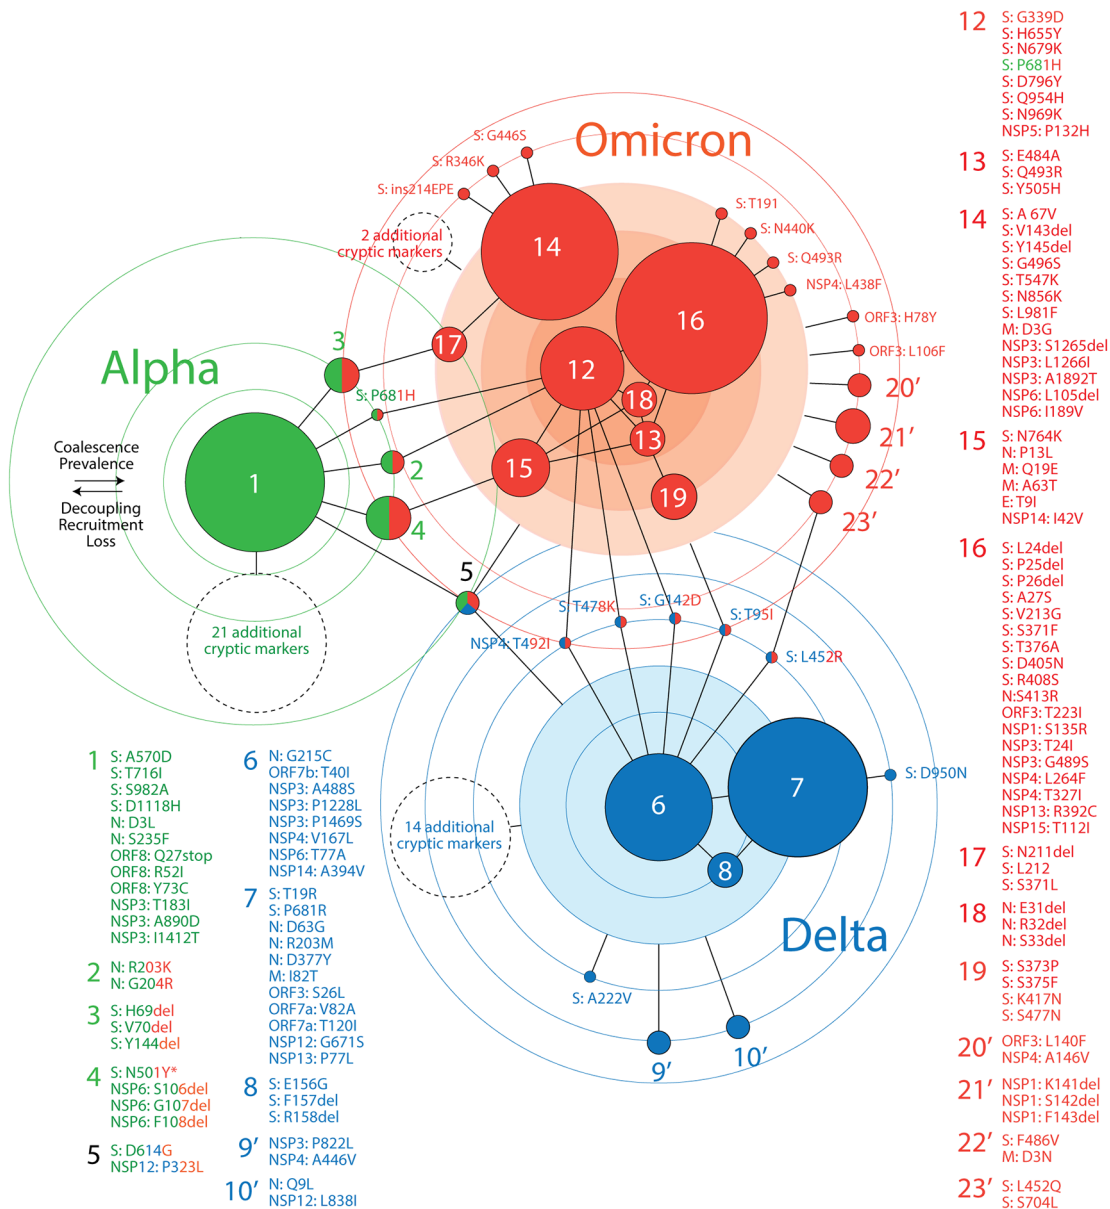 12
S: G339D
S: H655Y
S: N679K
S: P681H
S: D796Y
S: Q954H
S: N969K
NSP5: P132H
13
S: E484A
S: Q493R
S: Y505H
14
S: A 67V
S: V143del
S: Y145del
S: G496S
S: T547K
S: N856K
S: L981F
M: D3G
NSP3: S1265del
NSP3: L1266I
NSP3: A1892T
NSP6: L105del
NSP6: I189V
15
S: N764K
N: P13L
M: Q19E
M: A63T
E: T9I
NSP14: I42V
16
S: L24del
S: P25del
S: P26del
S: A27S
S: V213G
S: S371F
S: T376A
S: D405N
S: R408S
N:S413R
ORF3: T223I
NSP1: S135R
NSP3: T24I
NSP3: G489S
NSP4: L264F
NSP4: T327I
NSP13: R392C
NSP15: T112I
17
S: N211del
S: L212
S: S371L
18
N: E31del
N: R32del
N: S33del
19
S: S373P
S: S375F
S: K417N
S: S477N
20′
ORF3: L140F
NSP4: A146V
21′
NSP1: K141del
NSP1: S142del
NSP1: F143del
22′
S: F486V
M: D3N
23′
S: L452Q
S: S704L
Omicron
S: G446S
S: R346K
S: ins214EPE
2 additional
cryptic markers
14
S: T191
S: N440K
S: Q493R
NSP4: L438F
ORF3: H78Y
ORF3: L106F
16
17
12
18
13
15
19
20′
21′
22′
23′
Alpha
3
S: P681H
2
4
1
Coalescence
Prevalence
Decoupling
Recruitment
Loss
21 additional
cryptic markers
5
S: T478K
S: G142D
S: T95I
NSP4: T492I
S: L452R
6
7
8
S: D950N
14 additional
cryptic markers
Delta
S: A222V
9′
10′
1
S: A570D
S: T716I
S: S982A
S: D1118H
N: D3L
N: S235F
ORF8: Q27stop
ORF8: R52I
ORF8: Y73C
NSP3: T183I
NSP3: A890D
NSP3: I1412T
2
N: R203K
N: G204R
3
S: H69del
S: V70del
S: Y144del
4
S: N501Y*
NSP6: S106del
NSP6: G107del
NSP6: F108del
5
S: D614G
NSP12: P323L
6
N: G215C
ORF7b: T40I
NSP3: A488S
NSP3: P1228L
NSP3: P1469S
NSP4: V167L
NSP6: T77A
NSP14: A394V
7
S: T19R
S: P681R
N: D63G
N: R203M
N: D377Y
M: I82T
ORF3: S26L
ORF7a: V82A
ORF7a: T120I
NSP12: G671S
NSP13: P77L
8
S: E156G
S: F157del
S: R158del
9′
NSP3: P822L
NSP4: A446V
10′
N: Q9L
NSP12: L838I